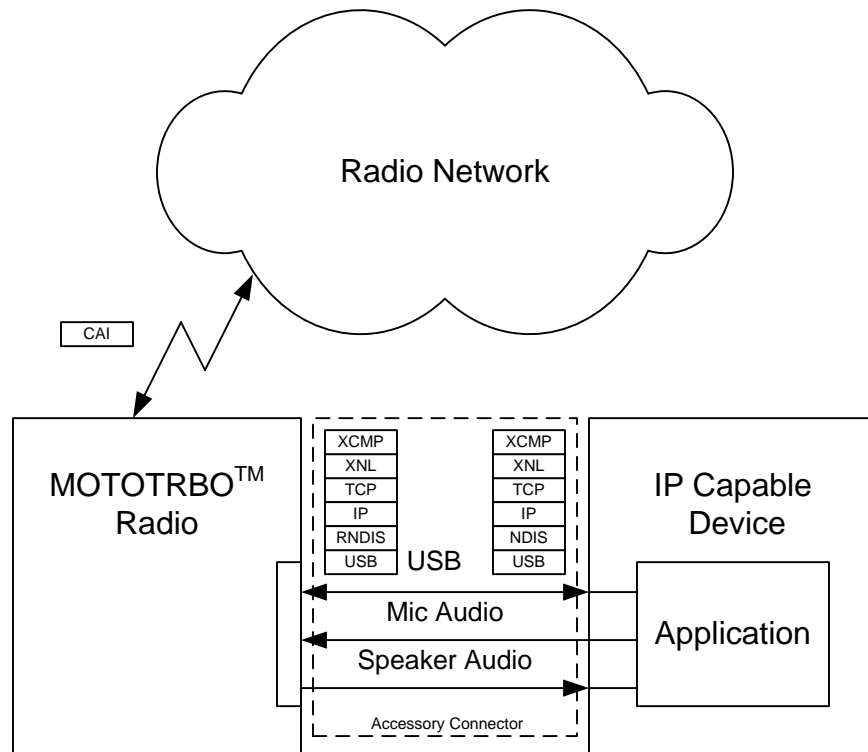 Radio Network
CAI
MOTOTRBO™
Radio
XCMP
XNL
TCP
IP
RNDIS
USB
XCMP
XNL
TCP
IP
NDIS
USB
USB
Mic Audio
Speaker Audio
Accessory Connector
IP Capable
Device
Application